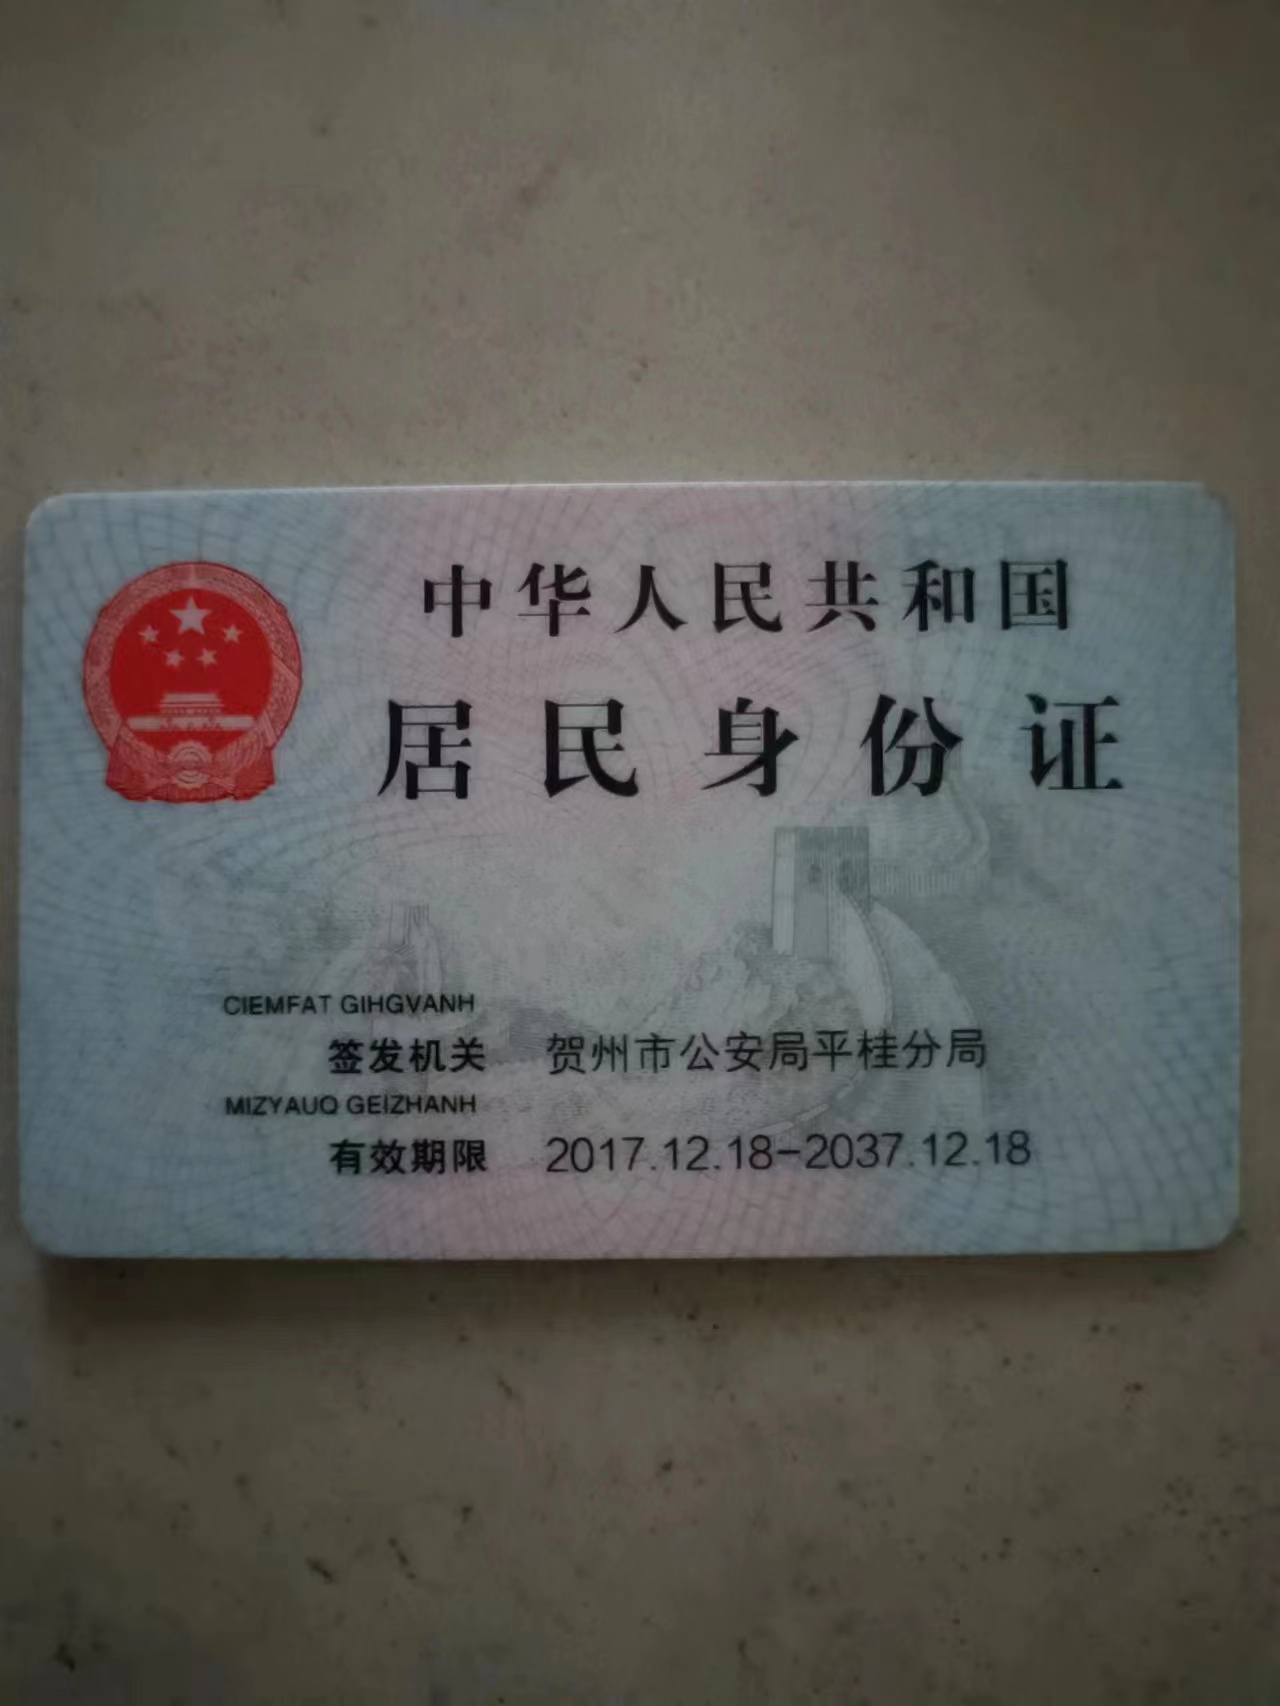 中华人民共和国
居民身份证
CIEMFAT GIHGVANH
签发机关 贺州市公安局平桂分局
MIZYAUQ GEIZHANH
有效期限 2017.12.18-2037.12.18